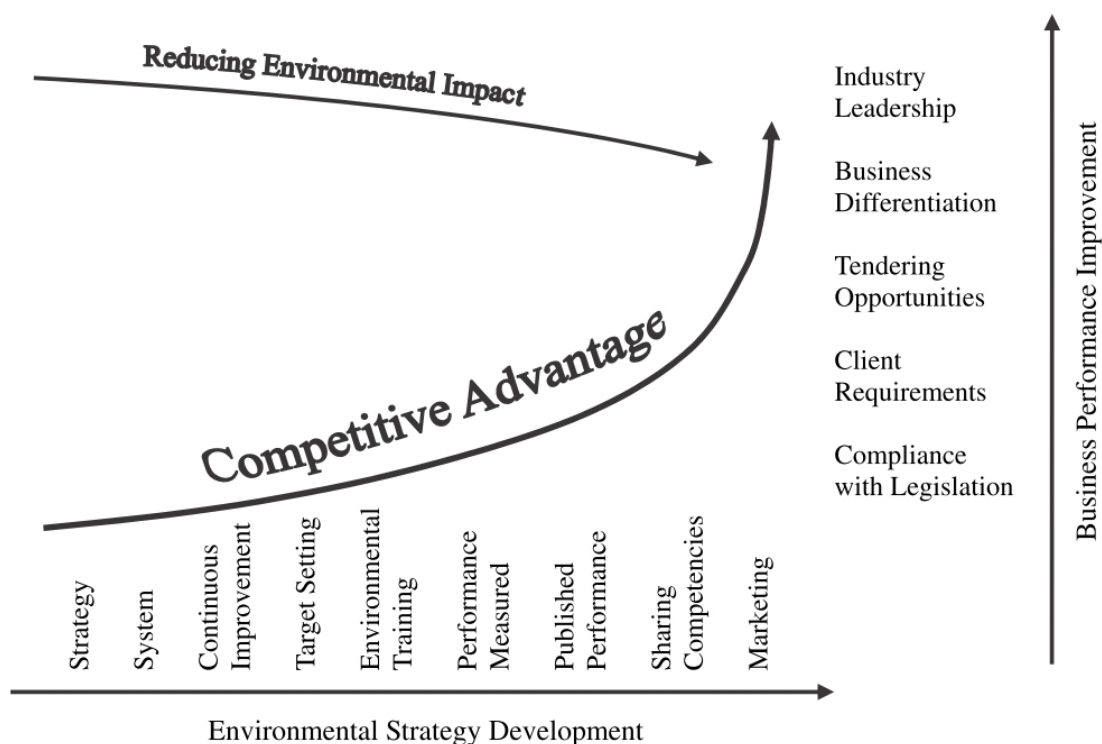 Reducing Environmental Impact
Industry
Leadership
Business
Differentiation
Tendering
Opportunities
Client
Requirements
Compliance
with Legislation
Business Performance Improvement
Competitive Advantage
Strategy
System
Continuous
Improvement
Target Setting
Environmental
Training
Performance
Measured
Published
Performance
Sharing
Competencies
Marketing
Environmental Strategy Development